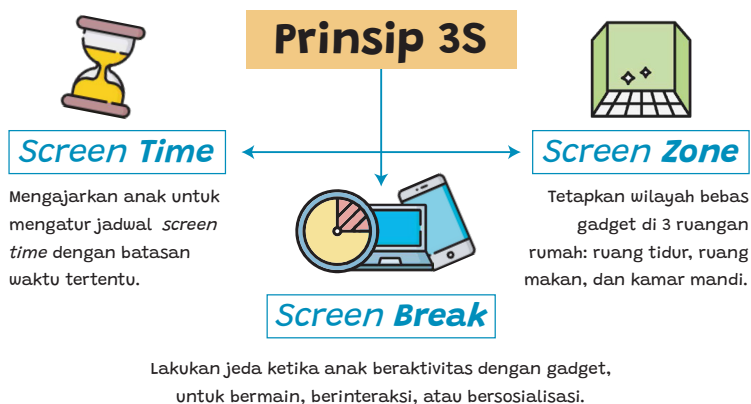 Prinsip 3S
Screen Time
Mengajarkan anak untuk
mengatur jadwal screen
time dengan batasan
waktu tertentu.
Screen Zone
Tetapkan wilayah bebas
gadget di 3 ruangan
rumah: ruang tidur, ruang
makan, dan kamar mandi.
Screen Break
Lakukan jeda ketika anak beraktivitas dengan gadget,
untuk bermain, berinteraksi, atau bersosialisasi.